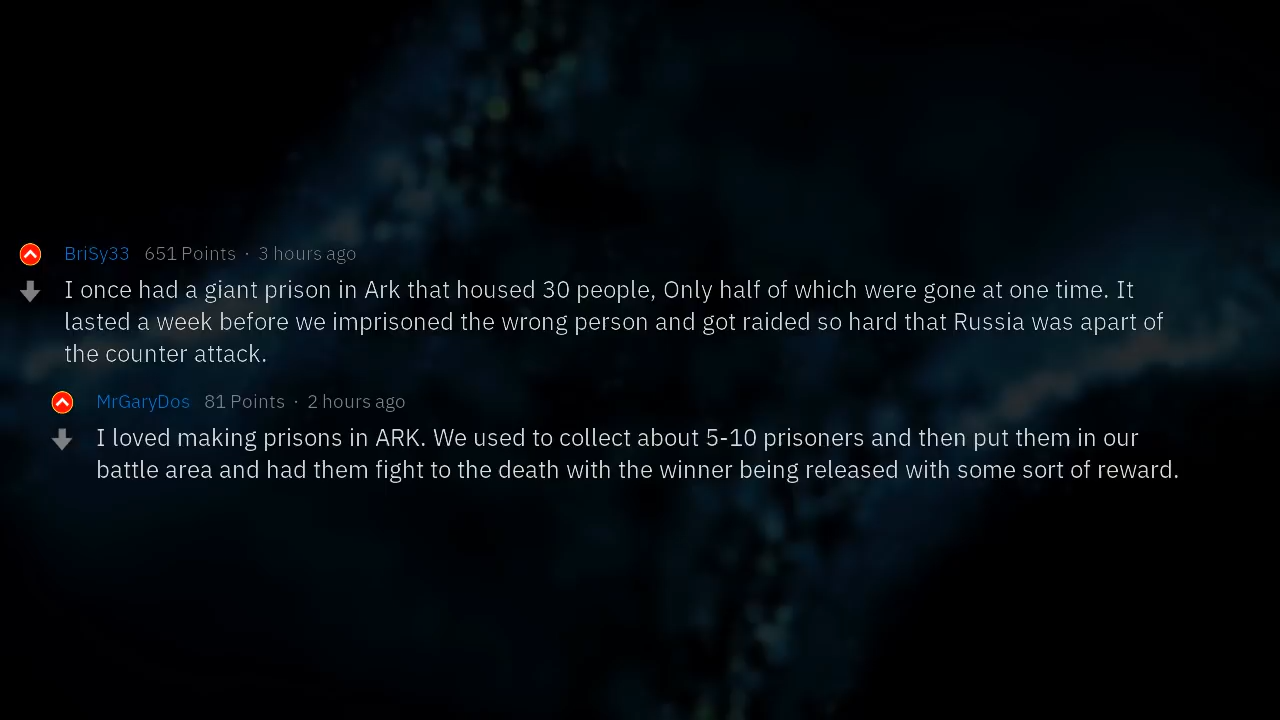 BriSy33 651 Points · 3 hours ago
I once had a giant prison in Ark that housed 30 people, Only half of which were gone at one time. It
lasted a week before we imprisoned the wrong person and got raided so hard that Russia was apart of
the counter attack.
MrGaryDos 81 Points · 2 hours ago
I loved making prisons in ARK. We used to collect about 5-10 prisoners and then put them in our
battle area and had them fight to the death with the winner being released with some sort of reward.